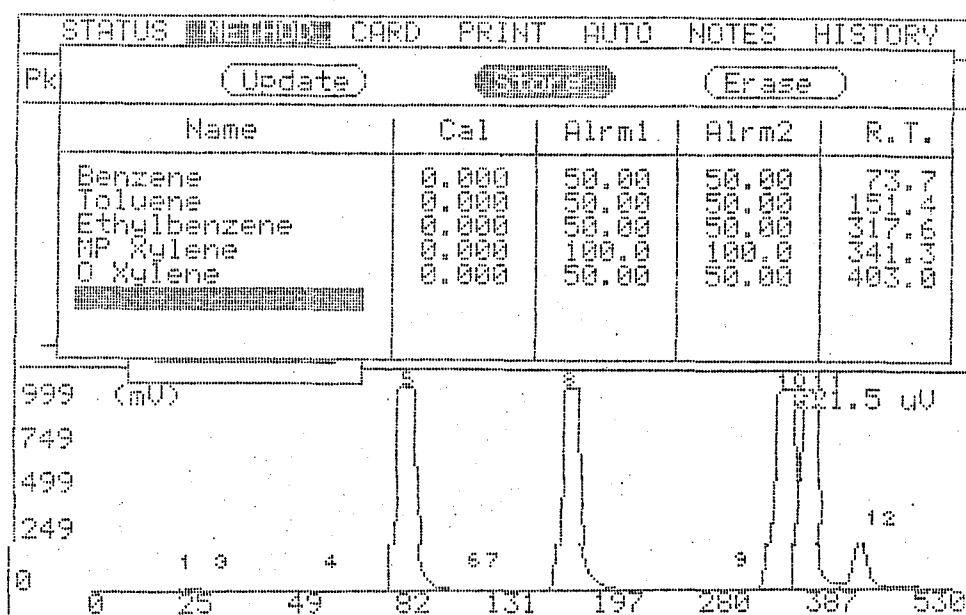 STATUS METHOD CARD PRINT AUTO NOTES HISTORY
Pk
Update Store Erase
Name Cal Alrm1 Alrm2 R.T.
Benzene 0.000 50.00 50.00 73.7
Toluene 0.000 50.00 50.00 151.4
Ethylbenzene 0.000 50.00 50.00 317.6
MP Xylene 0.000 100.0 100.0 341.3
O Xylene 0.000 50.00 50.00 403.0
999 (mV) 5 8 10 11
21.5 uV
749
499
249 12
1 3 4 6 7 9
0
0 25 49 82 131 197 280 387 530